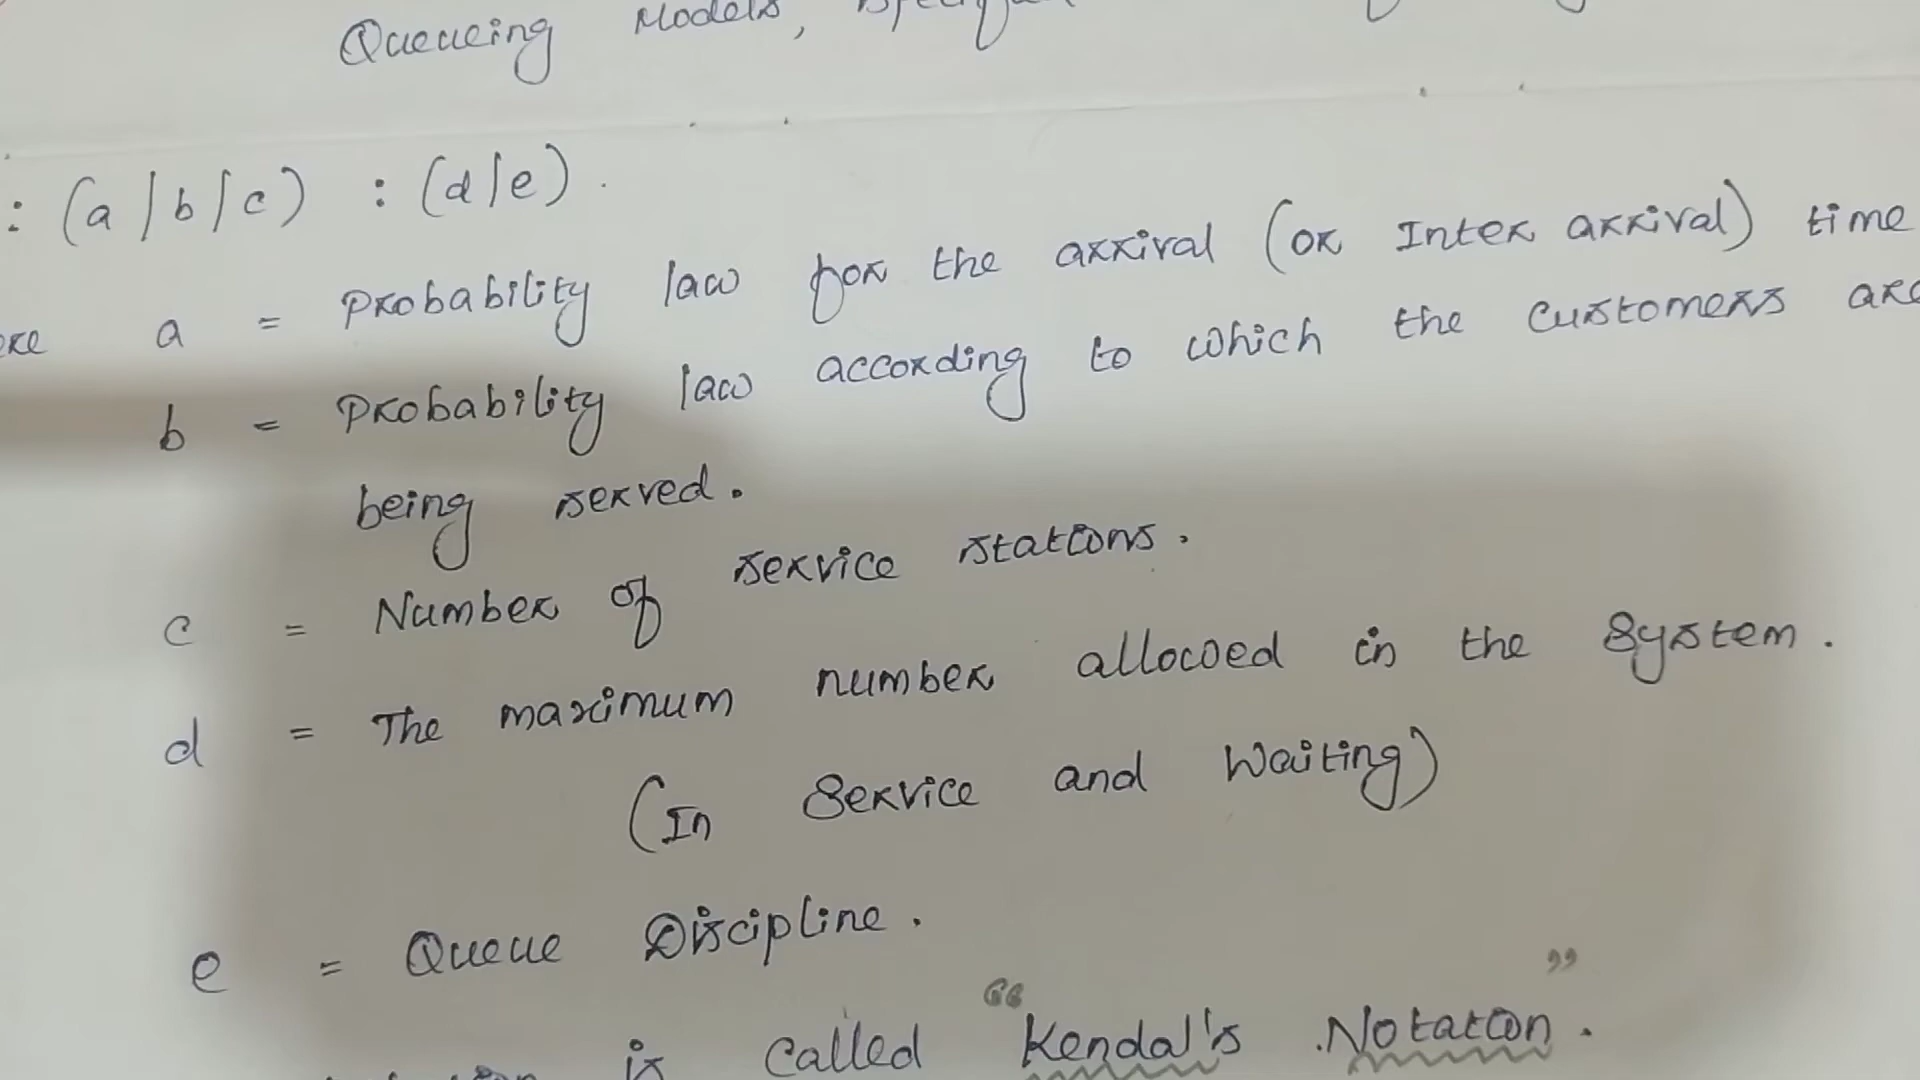 Queueing Models,
: (a/b/c) : (d/e).
a = Probability law for the arrival (or Inter arrival) time
b = Probability law according to which the customers are
being served.
c = Number of service stations.
d = The maximum number allowed in the System.
(In Service and Waiting)
e = Queue Discipline.
is called "Kendal's Notation".